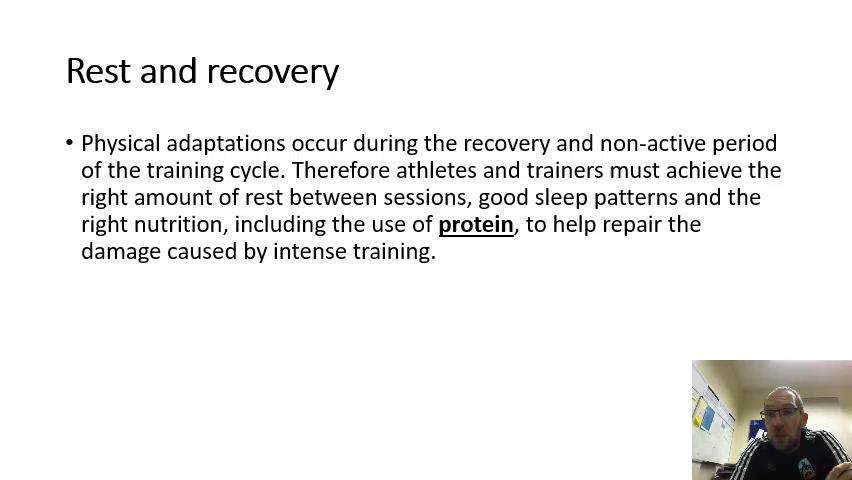 Rest and recovery
• Physical adaptations occur during the recovery and non-active period
of the training cycle. Therefore athletes and trainers must achieve the
right amount of rest between sessions, good sleep patterns and the
right nutrition, including the use of protein, to help repair the
damage caused by intense training.